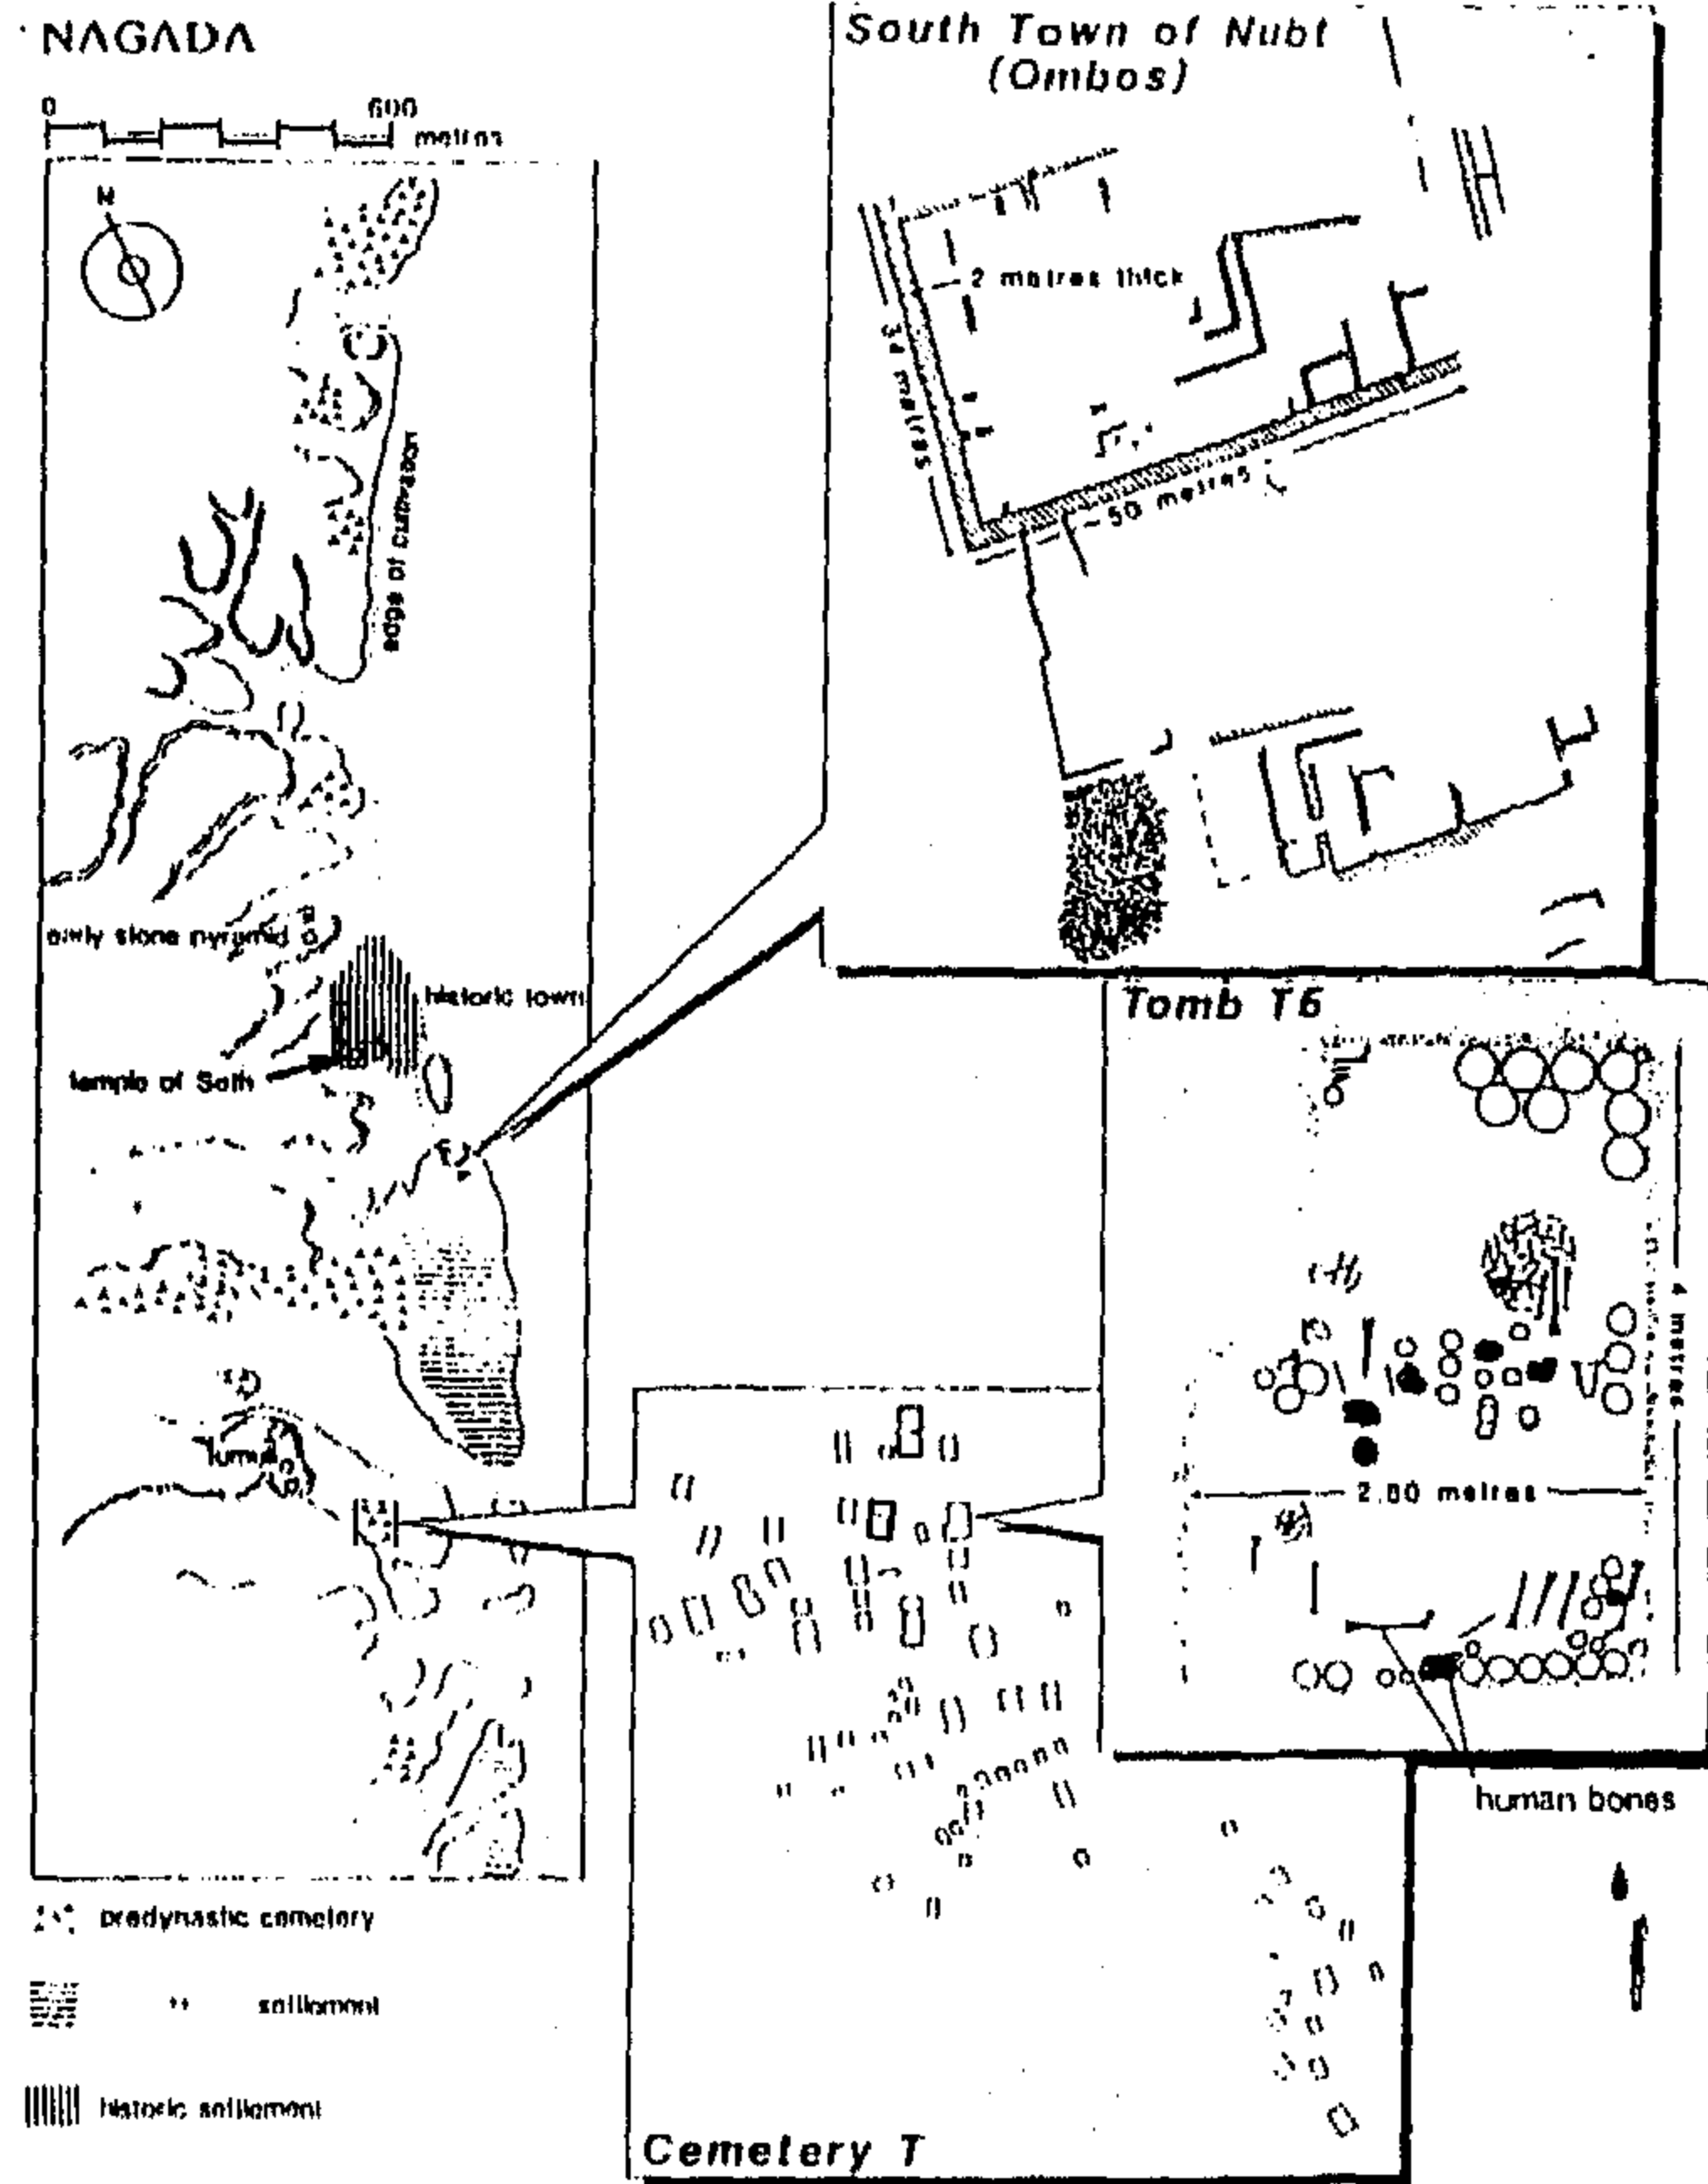 NAGADA
0 600
metres
N
edge of cultivation
early stone pyramid
historic town
temple of Seth
tumuli
predynastic cemetery
" settlement
historic settlement
South Town of Nubt
(Ombos)
2 metres thick
34 metres
~50 metres
Tomb T6
4 metres
2.80 metres
human bones
Cemetery T